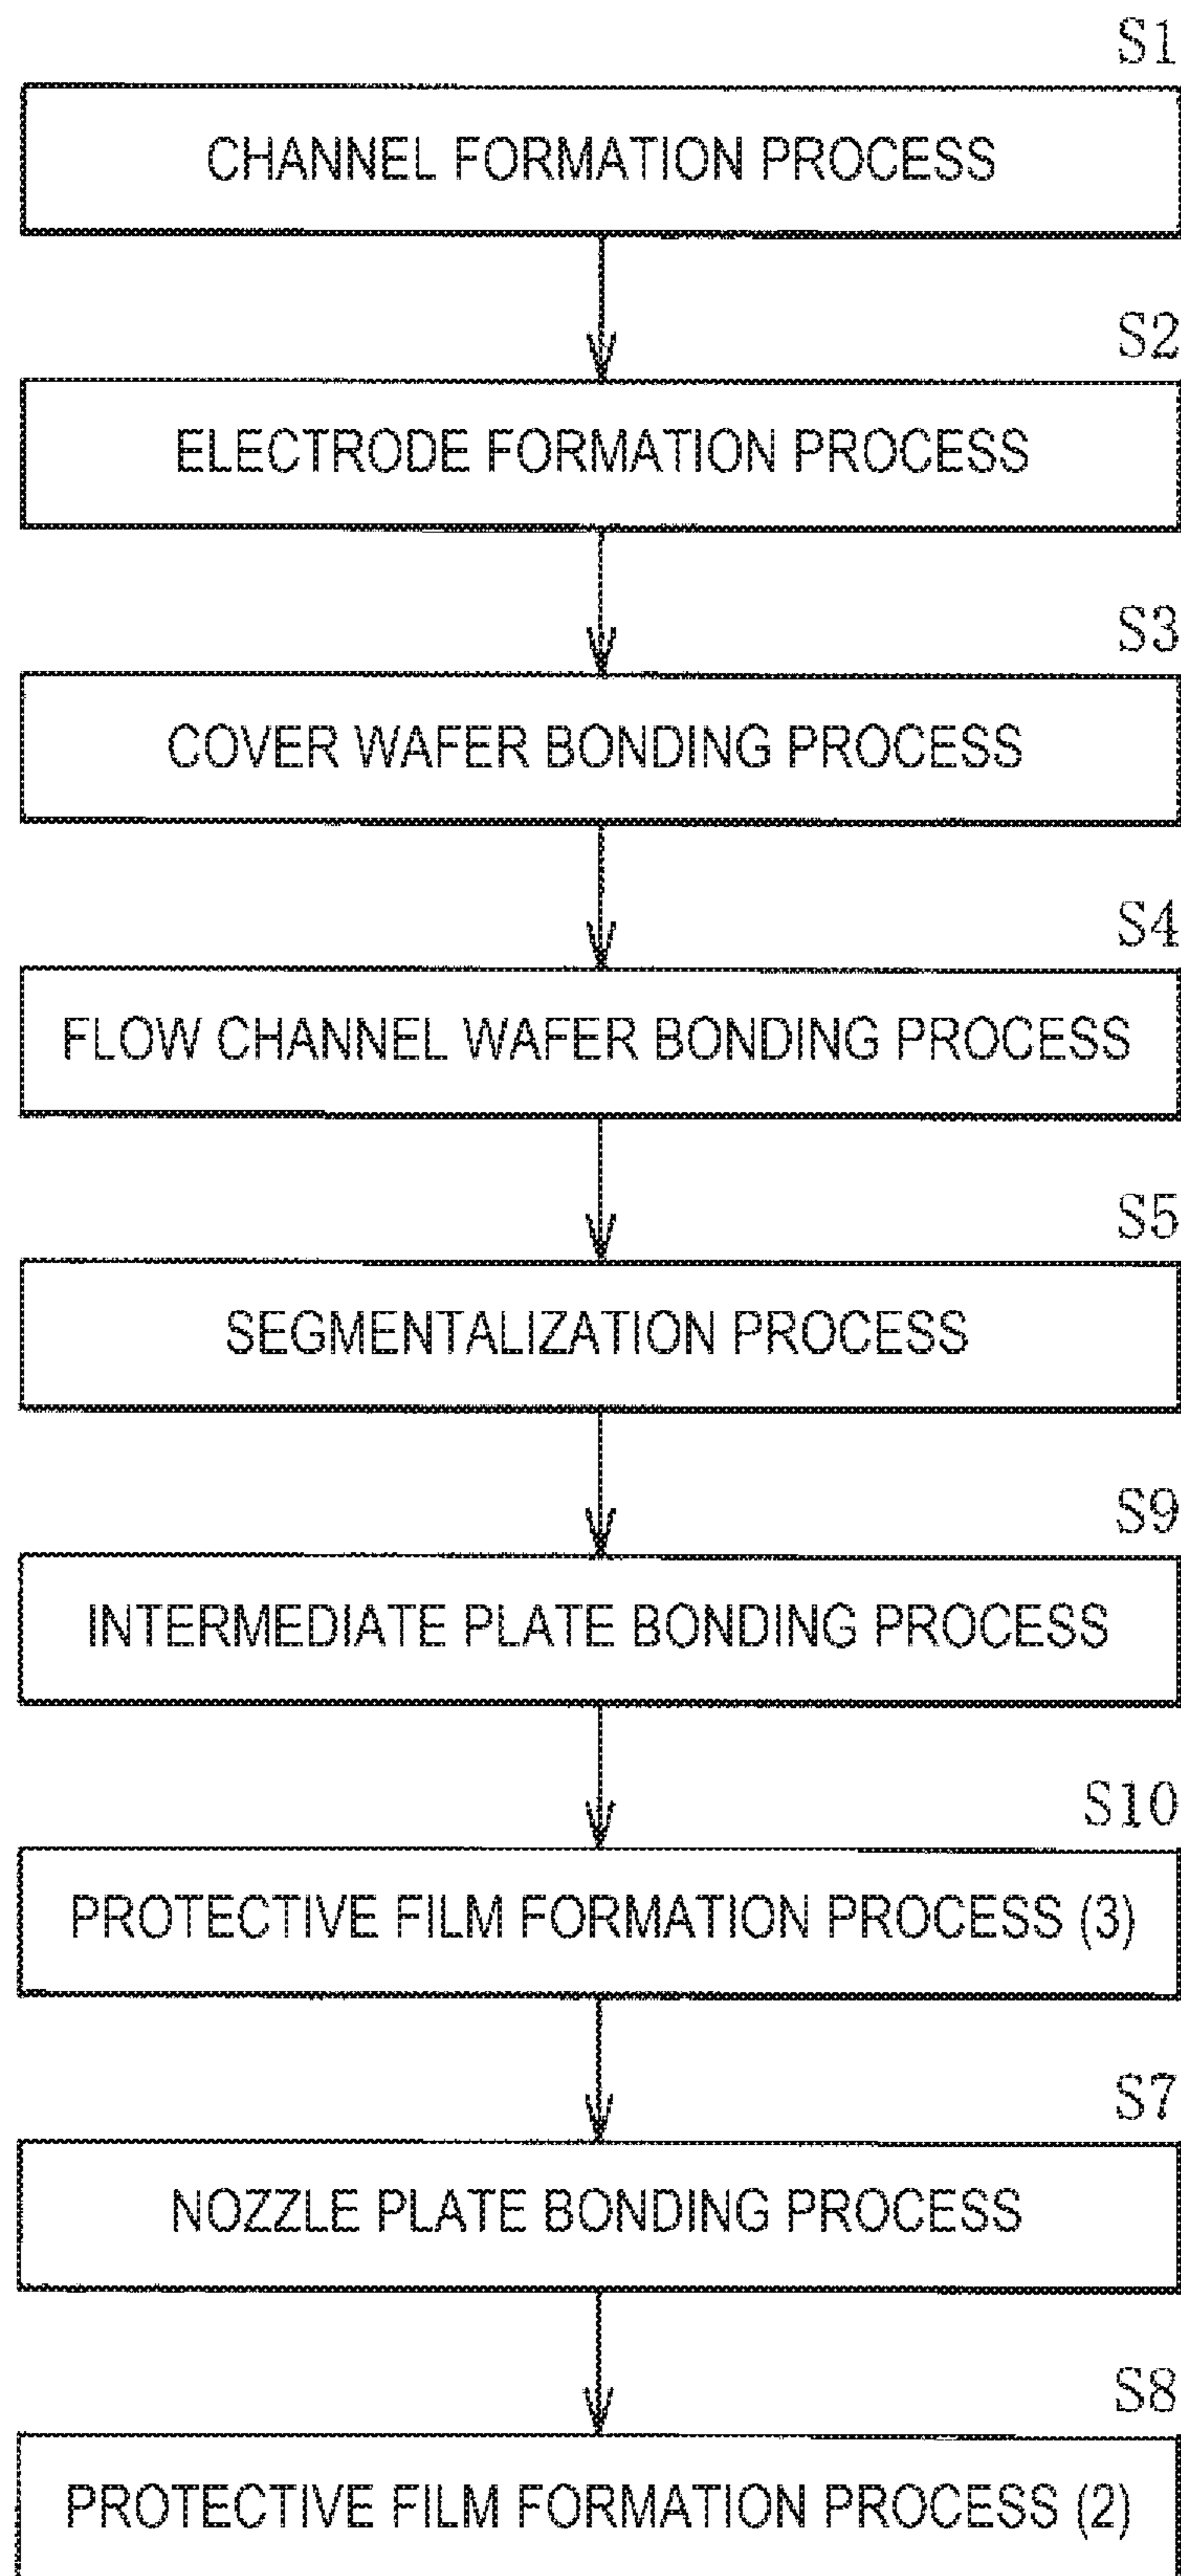 S1
CHANNEL FORMATION PROCESS
S2
ELECTRODE FORMATION PROCESS
S3
COVER WAFER BONDING PROCESS
S4
FLOW CHANNEL WAFER BONDING PROCESS
S5
SEGMENTALIZATION PROCESS
S9
INTERMEDIATE PLATE BONDING PROCESS
S10
PROTECTIVE FILM FORMATION PROCESS (3)
S7
NOZZLE PLATE BONDING PROCESS
S8
PROTECTIVE FILM FORMATION PROCESS (2)